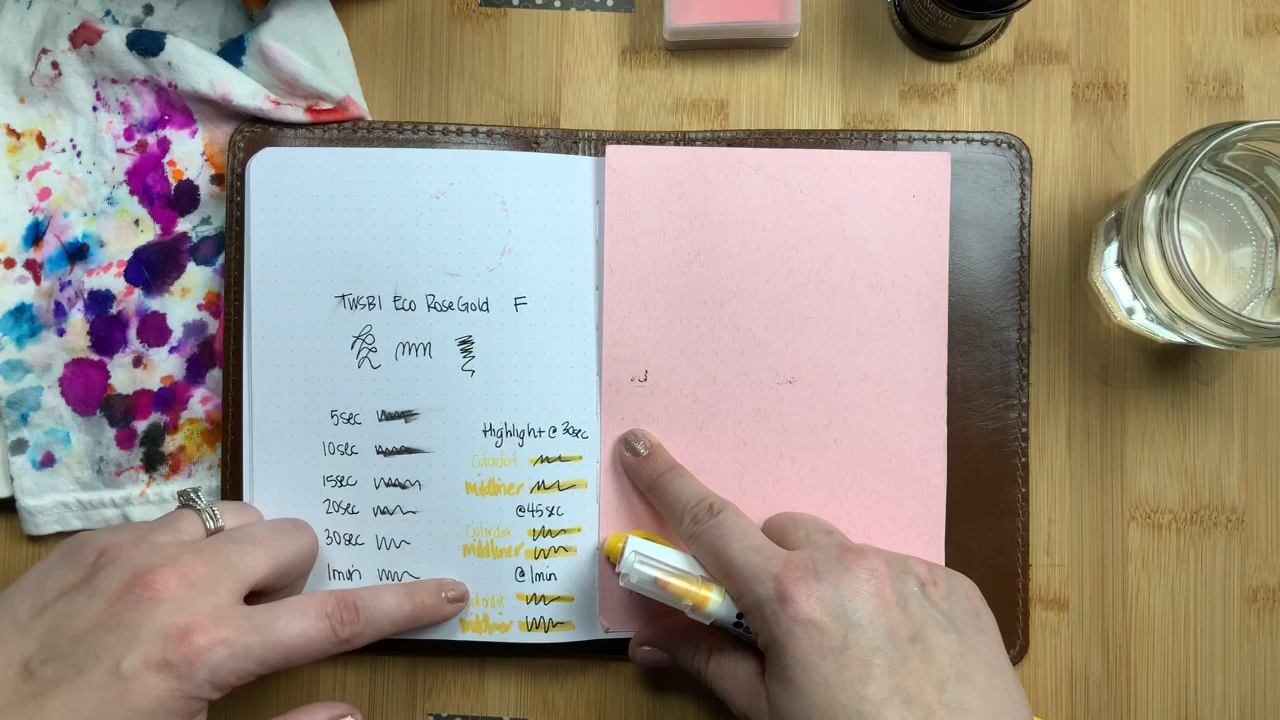 TWSBI Eco RoseGold F
5sec
10sec
15sec
20sec
30sec
1min
Highlight @ 30sec
Colordot
mildliner
@45sec
Colordot
mildliner
@1min
mildliner